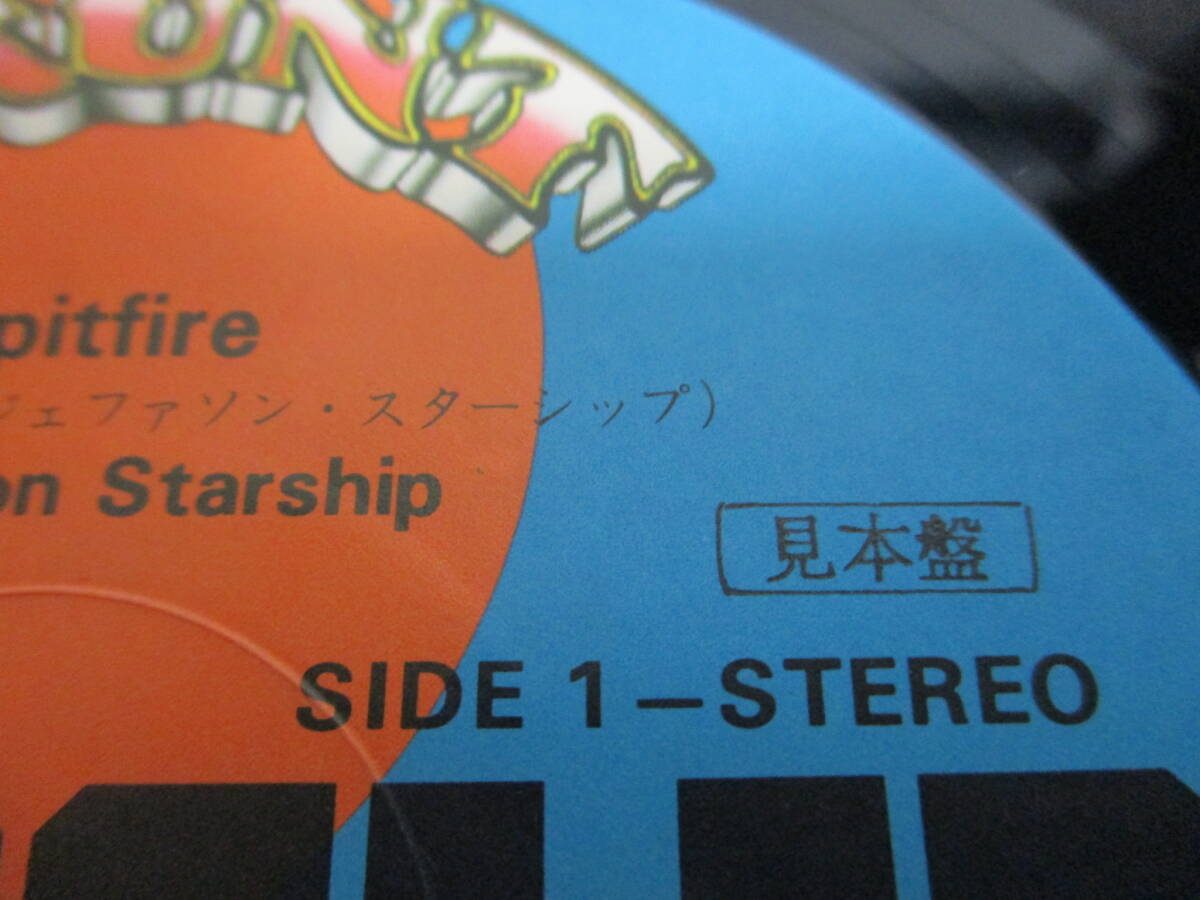 pitfire
ジェファソン・スターシップ)
on Starship
見本盤
SIDE 1 — STEREO